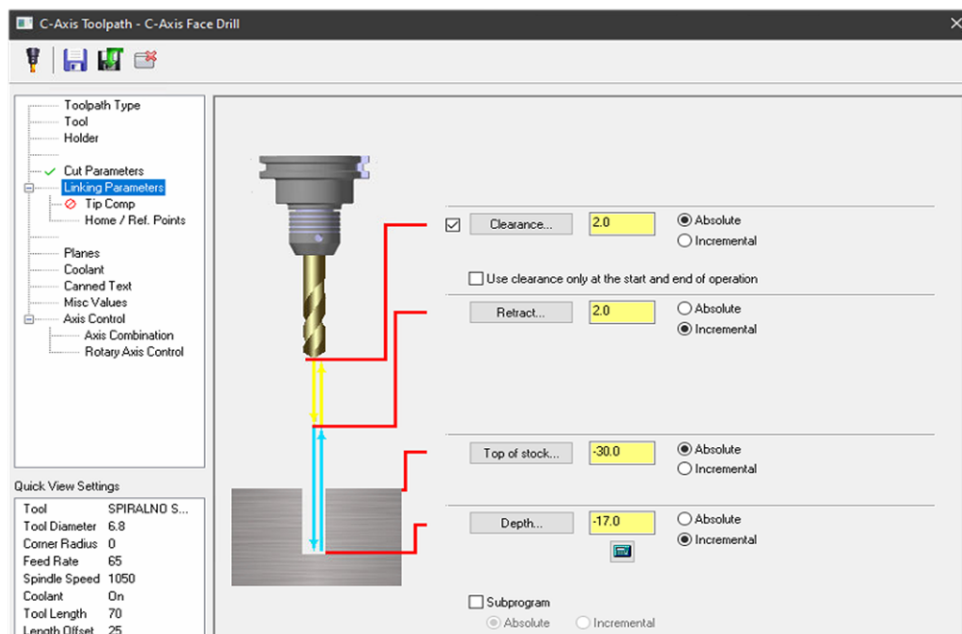 C-Axis Toolpath - C-Axis Face Drill
Toolpath Type
Tool
Holder
Cut Parameters
Linking Parameters
Tip Comp
Home / Ref. Points
Planes
Coolant
Canned Text
Misc Values
Axis Control
Axis Combination
Rotary Axis Control
Quick View Settings
Tool SPIRALNO S...
Tool Diameter 6.8
Corner Radius 0
Feed Rate 65
Spindle Speed 1050
Coolant On
Tool Length 70
Length Offset 25
Clearance... 2.0 Absolute
Incremental
Use clearance only at the start and end of operation
Retract... 2.0 Absolute
Incremental
Top of stock... -30.0 Absolute
Incremental
Depth... -17.0 Absolute
Incremental
Subprogram
Absolute Incremental